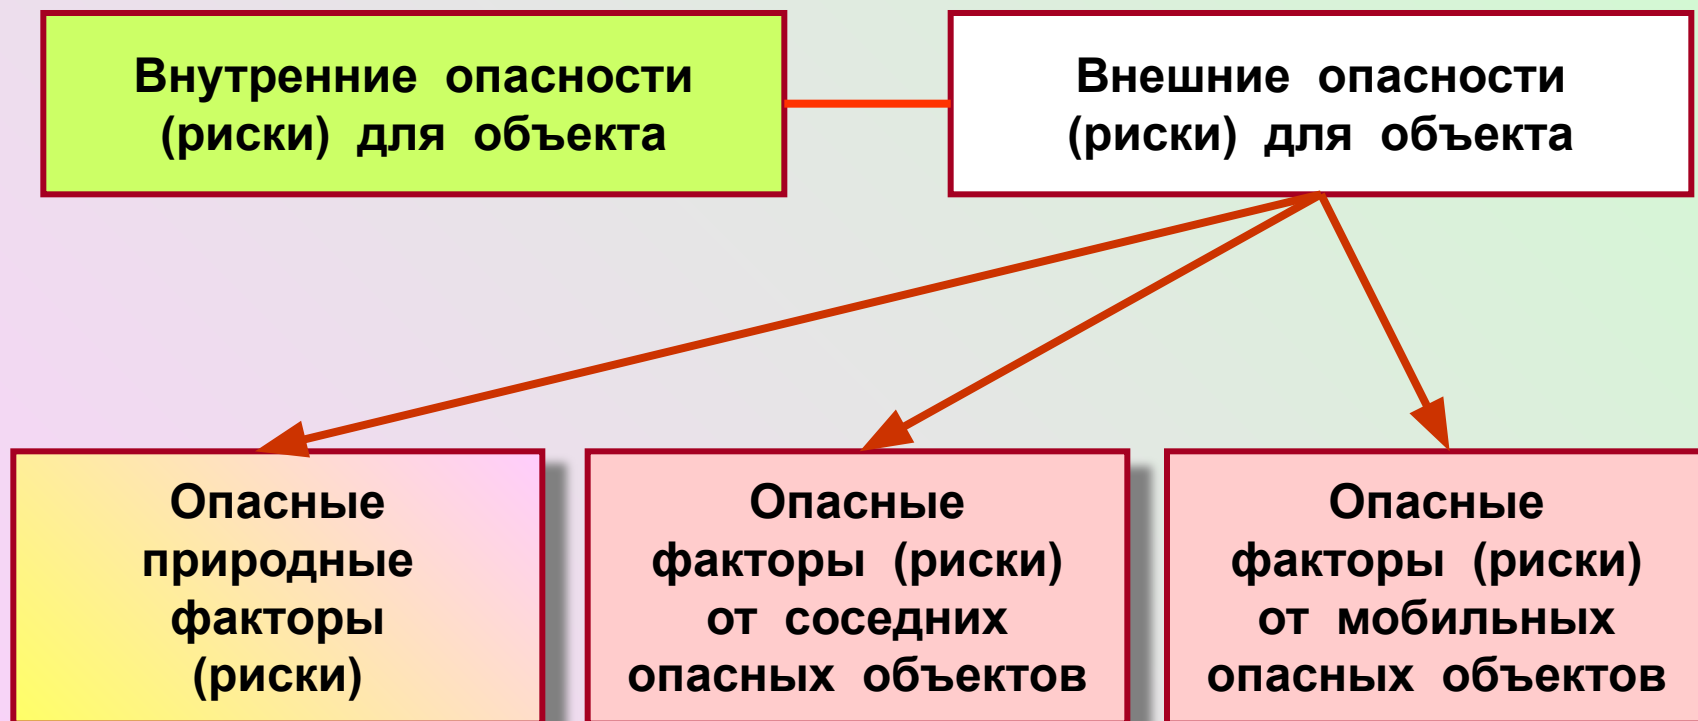 Внутренние опасности
(риски) для объекта
Внешние опасности
(риски) для объекта
Опасные
природные
факторы
(риски)
Опасные
факторы (риски)
от соседних
опасных объектов
Опасные
факторы (риски)
от мобильных
опасных объектов